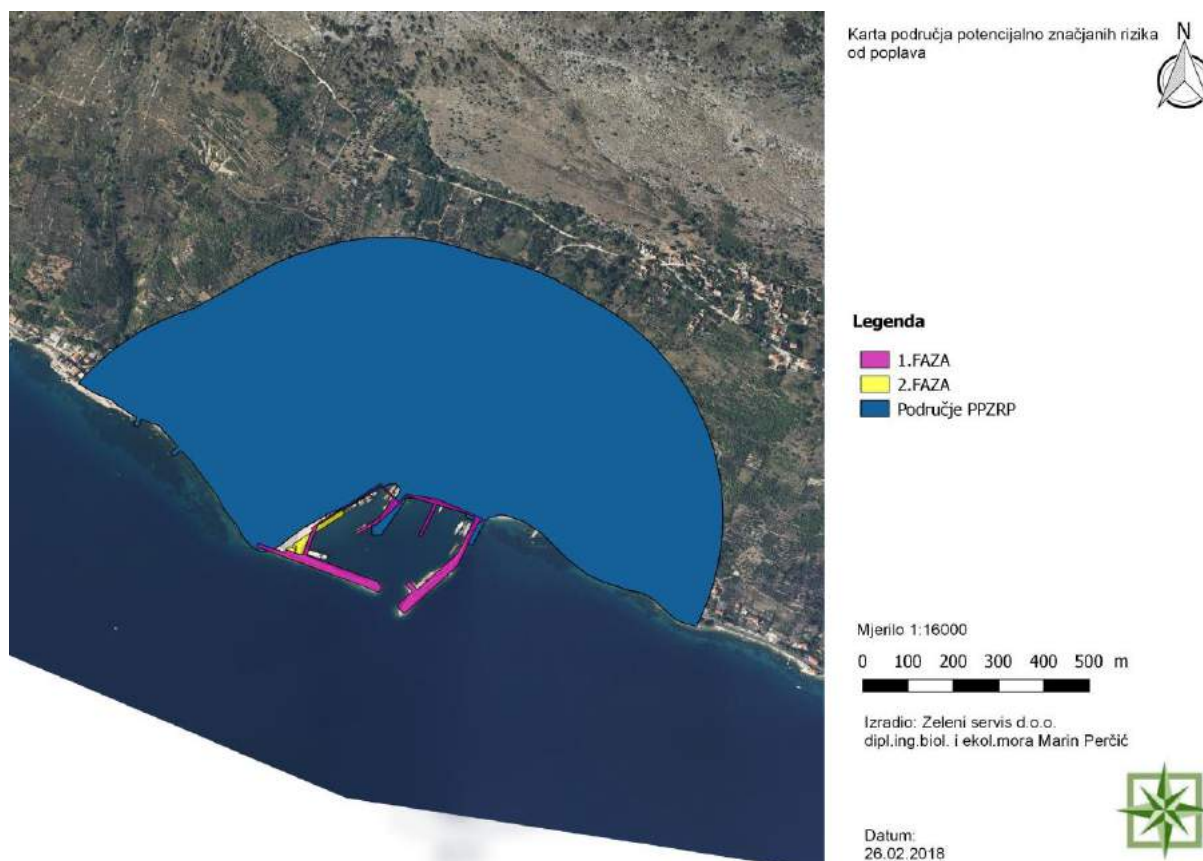 Karta područja potencijalno značjanih rizika
od poplava
N
Legenda
1.FAZA
2.FAZA
Područje PPZRP
Mjerilo 1:16000
0 100 200 300 400 500 m
Izradio: Zeleni servis d.o.o.
dipl.ing.biol. i ekol.mora Marin Perčić
Datum:
26.02.2018